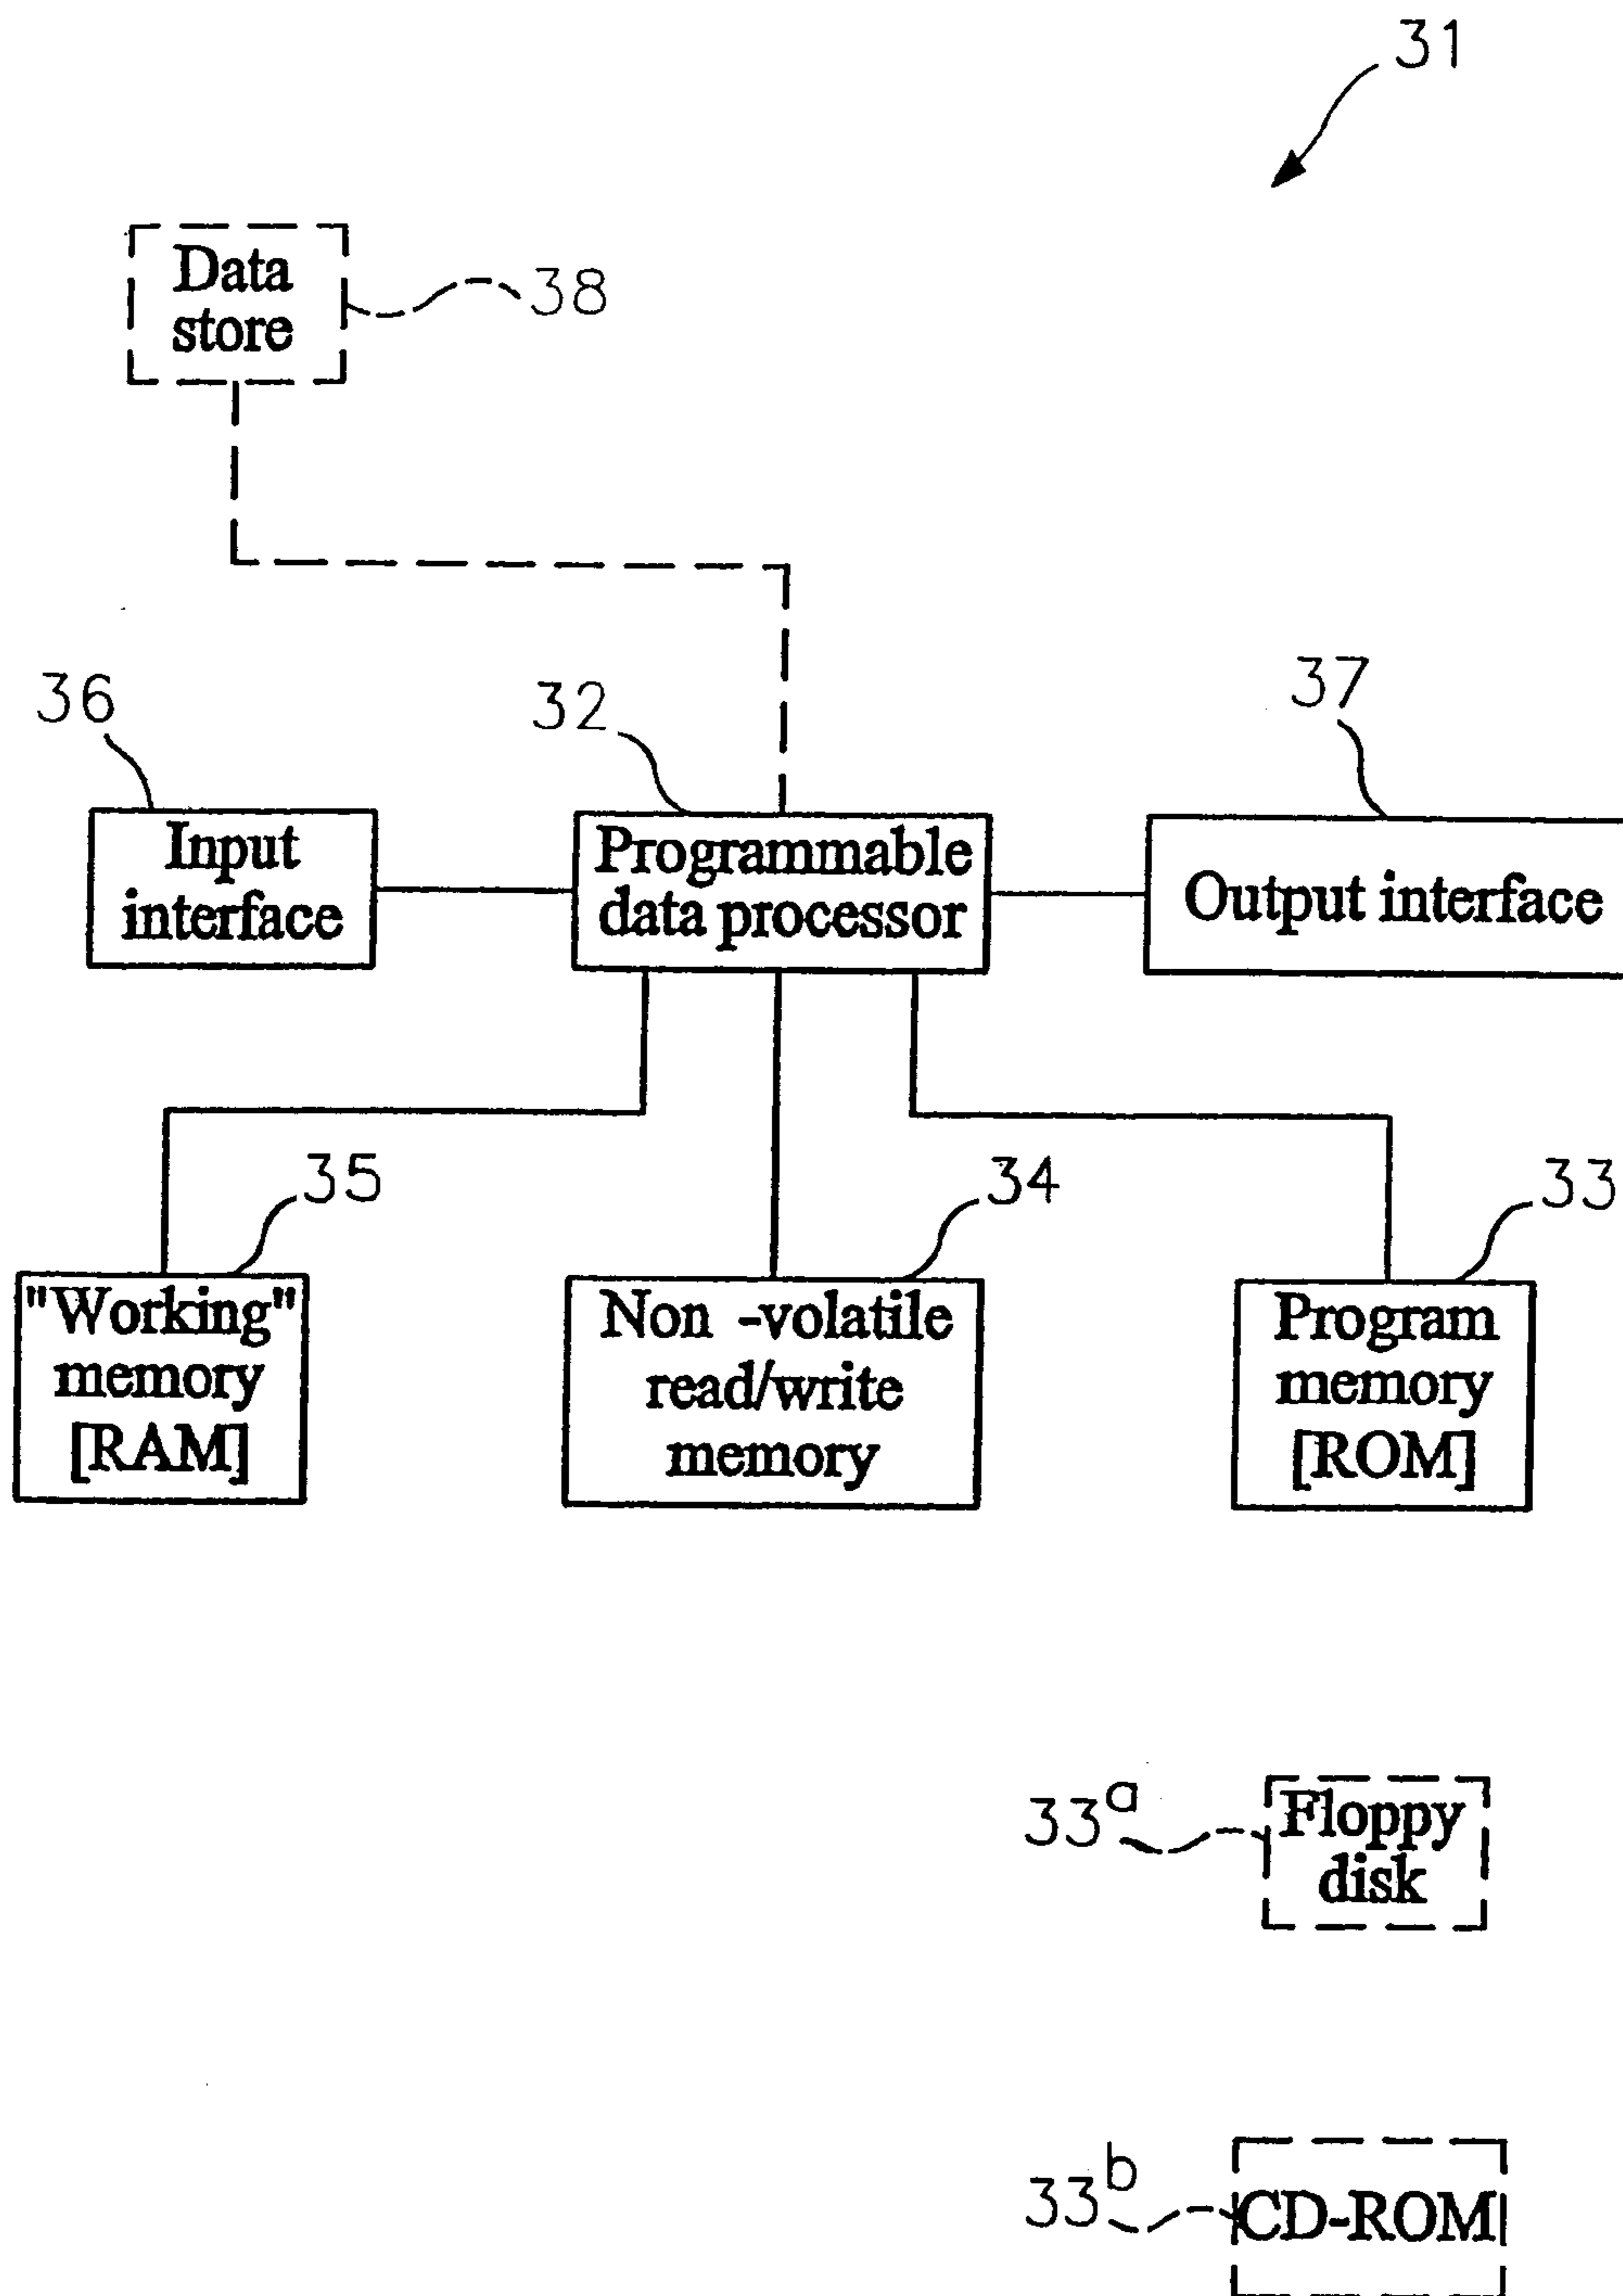 31
Data
store
38
36
32
37
Input
interface
Programmable
data processor
Output interface
35
34
33
"Working"
memory
[RAM]
Non -volatile
read/write
memory
Program
memory
[ROM]
33a
Floppy
disk
33b
CD-ROM